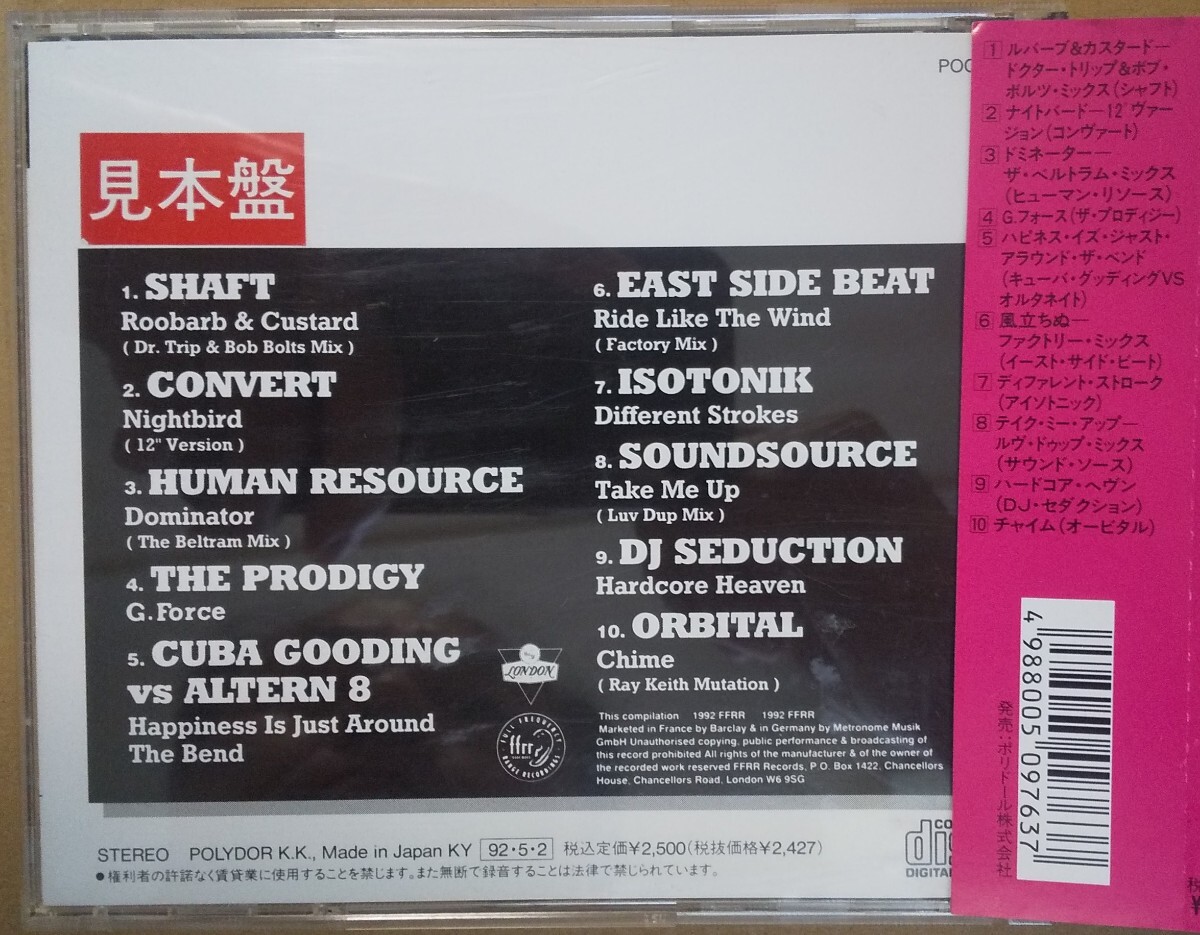 POC
見本盤
1. SHAFT
Roobarb & Custard
( Dr. Trip & Bob Bolts Mix )
2. CONVERT
Nightbird
( 12" Version )
3. HUMAN RESOURCE
Dominator
( The Beltram Mix )
4. THE PRODIGY
G.Force
5. CUBA GOODING
vs ALTERN 8
Happiness Is Just Around
The Bend
6. EAST SIDE BEAT
Ride Like The Wind
( Factory Mix )
7. ISOTONIK
Different Strokes
8. SOUNDSOURCE
Take Me Up
( Luv Dup Mix )
9. DJ SEDUCTION
Hardcore Heaven
10. ORBITAL
Chime
( Ray Keith Mutation )
LONDON
FULL FREQUENCY
ffrr
RANGE RECORDINGS
This compilation 1992 FFRR 1992 FFRR
Marketed in France by Barclay & in Germany by Metronome Musik
GmbH Unauthorised copying, public performance & broadcasting of
this record prohibited All rights of the manufacturer & of the owner of
the recorded work reserved FFRR Records, P.O. Box 1422, Chancellors
House, Chancellors Road, London W6 9SG
STEREO POLYDOR K.K., Made in Japan KY 92・5・2 税込定価¥2,500(税抜価格¥2,427)
●権利者の許諾なく賃貸業に使用することを禁じます。また無断で録音することは法律で禁じられています。
DIGITAL
1 ルバーブ&カスタード—
ドクター・トリップ&ボブ・
ボルツ・ミックス(シャフト)
2 ナイトバード—12"ヴァー
ジョン(コンヴァート)
3 ドミネーター—
ザ・ベルトラム・ミックス
(ヒューマン・リソース)
4 G.フォース(ザ・プロディジー)
5 ハピネス・イズ・ジャスト・
アラウンド・ザ・ベンド
(キューバ・グッディングVS
オルタネイト)
6 風立ちぬ—
ファクトリー・ミックス
(イースト・サイド・ビート)
7 ディファレント・ストローク
(アイソトニック)
8 テイク・ミー・アップ—
ルヴ・ドゥップ・ミックス
(サウンド・ソース)
9 ハードコア・ヘヴン
(DJ・セダクション)
10 チャイム(オービタル)
4 988005 097637
発売:ポリドール株式会社
税
¥